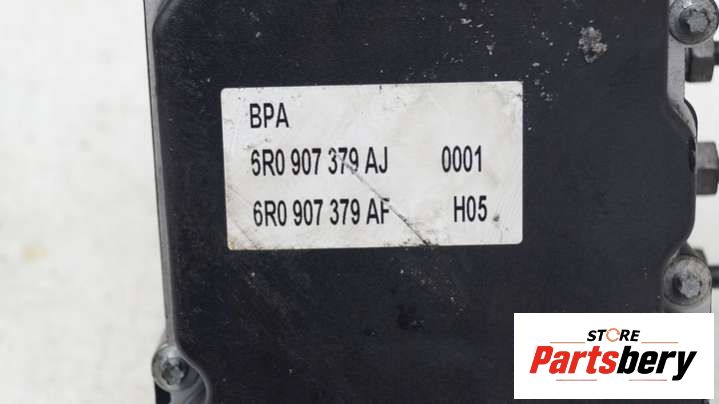 BPA
6R0 907 379 AJ 0001
6R0 907 379 AF H05
STORE
Partsbery